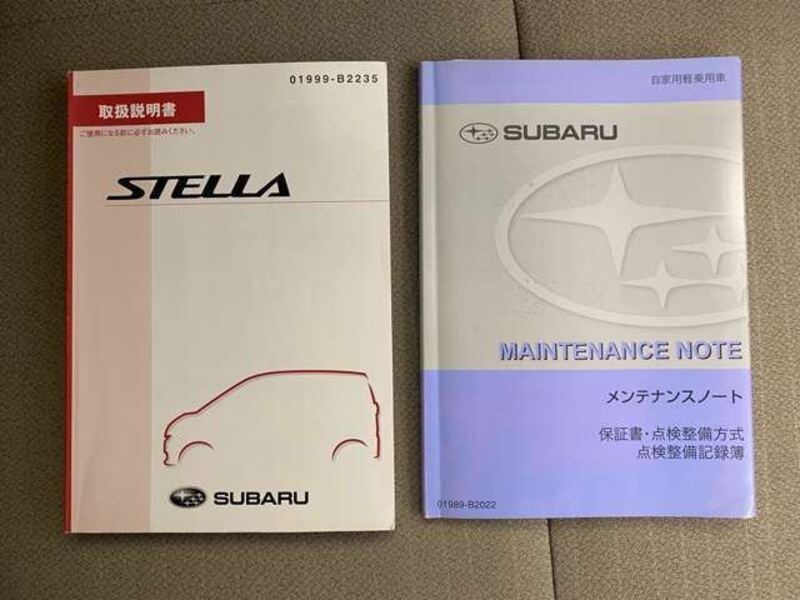 01999-B2235
取扱説明書
ご使用になる前に必ずお読みください。
STELLA
SUBARU
自家用軽乗用車
SUBARU
MAINTENANCE NOTE
メンテナンスノート
保証書・点検整備方式
点検整備記録簿
01989-B2022